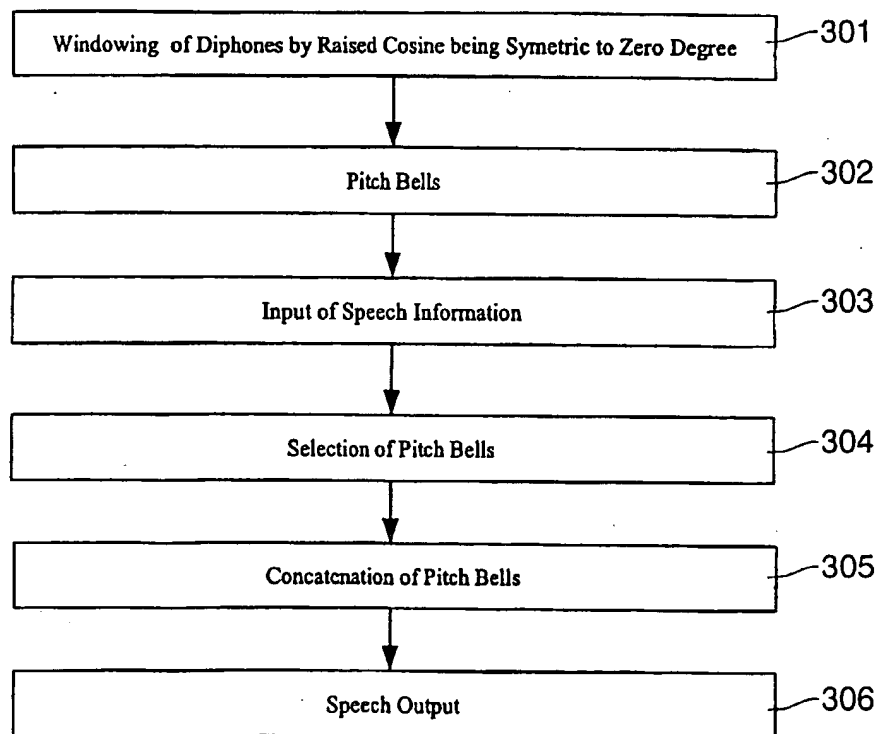 Windowing of Diphones by Raised Cosine being Symetric to Zero Degree
301
Pitch Bells
302
Input of Speech Information
303
Selection of Pitch Bells
304
Concatenation of Pitch Bells
305
Speech Output
306